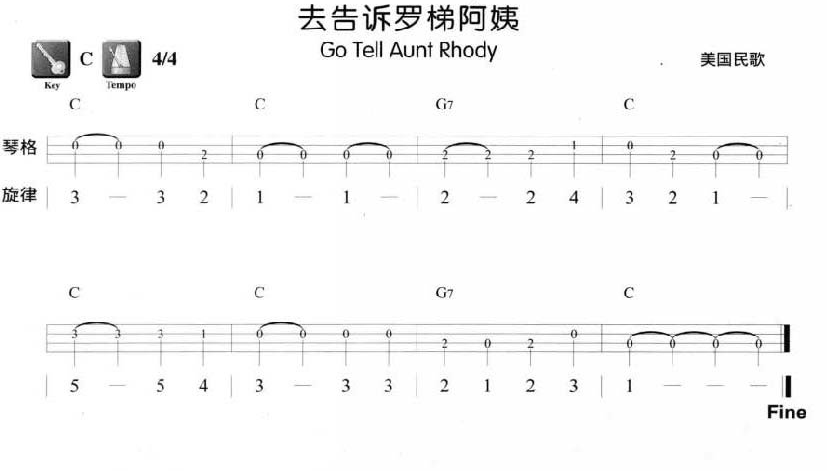 去告诉罗梯阿姨
Go Tell Aunt Rhody
C 4/4 美国民歌
Key Tempo
C C G7 C
琴格 0 0 0 2 0 0 0 0 2 2 2 1 0 2 0 0
旋律 | 3 — 3 2 | 1 — 1 — | 2 — 2 4 | 3 2 1 — |
C C G7 C
3 3 3 1 0 0 0 0 2 0 2 0 0 0 0 0
| 5 — 5 4 | 3 — 3 3 | 2 1 2 3 | 1 — — — |
Fine